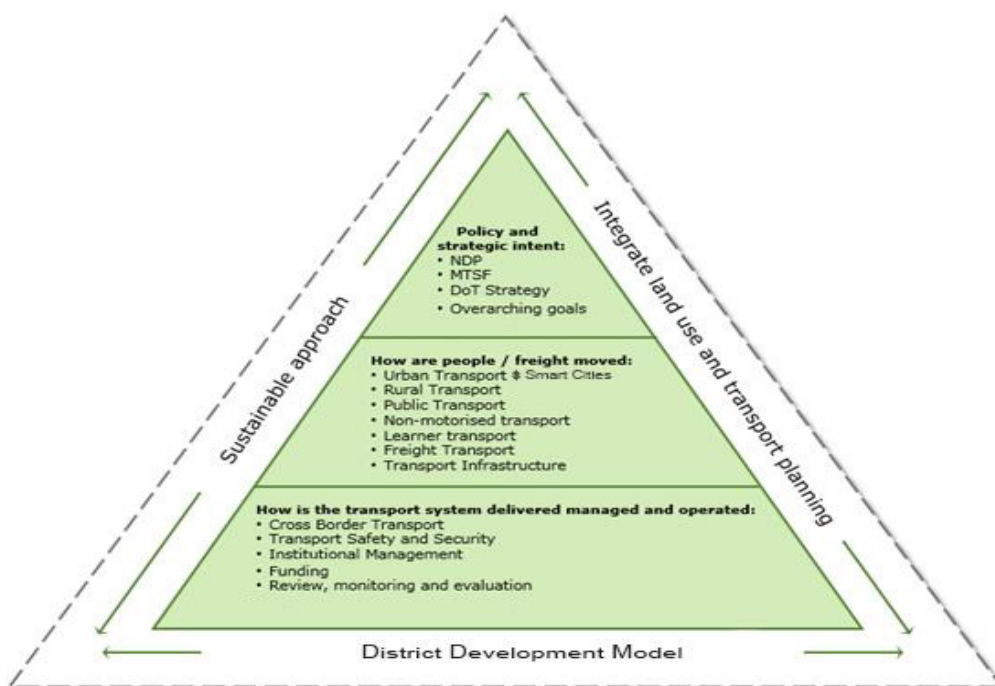 Policy and
strategic intent:
• NDP
• MTSF
• DoT Strategy
• Overarching goals
How are people / freight moved:
• Urban Transport & Smart Cities
• Rural Transport
• Public Transport
• Non-motorised transport
• Learner transport
• Freight Transport
• Transport Infrastructure
How is the transport system delivered managed and operated:
• Cross Border Transport
• Transport Safety and Security
• Institutional Management
• Funding
• Review, monitoring and evaluation
Sustainable approach
Integrate land use and transport planning
District Development Model